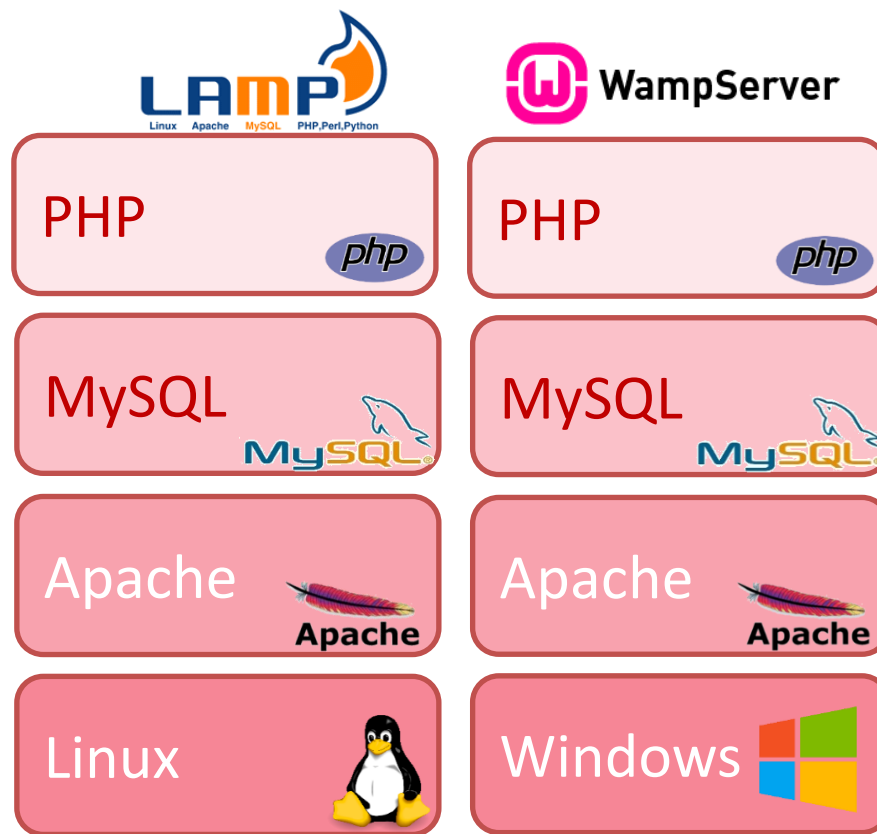 LAMP
Linux Apache MySQL PHP,Perl,Python
WampServer
PHP
php
PHP
php
MySQL
MySQL®
MySQL
MySQL®
Apache
Apache
Apache
Apache
Linux
Windows